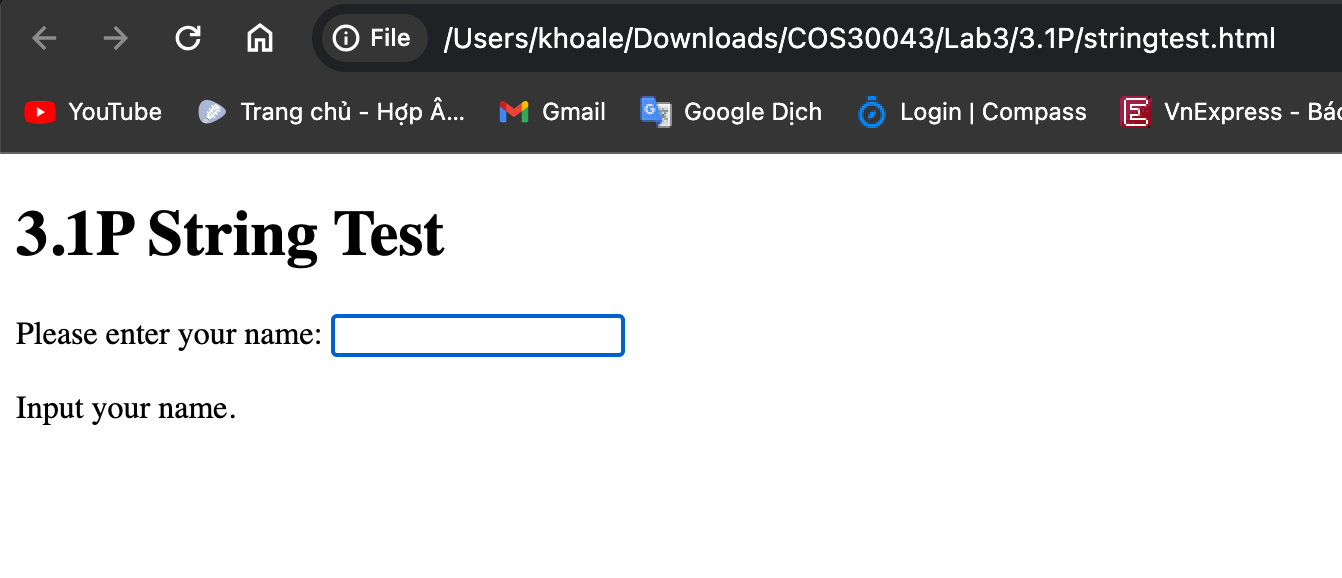 File /Users/khoale/Downloads/COS30043/Lab3/3.1P/stringtest.html
YouTube Trang chủ - Hợp Â... Gmail Google Dịch Login | Compass VnExpress - Bá
3.1P String Test
Please enter your name:
Input your name.